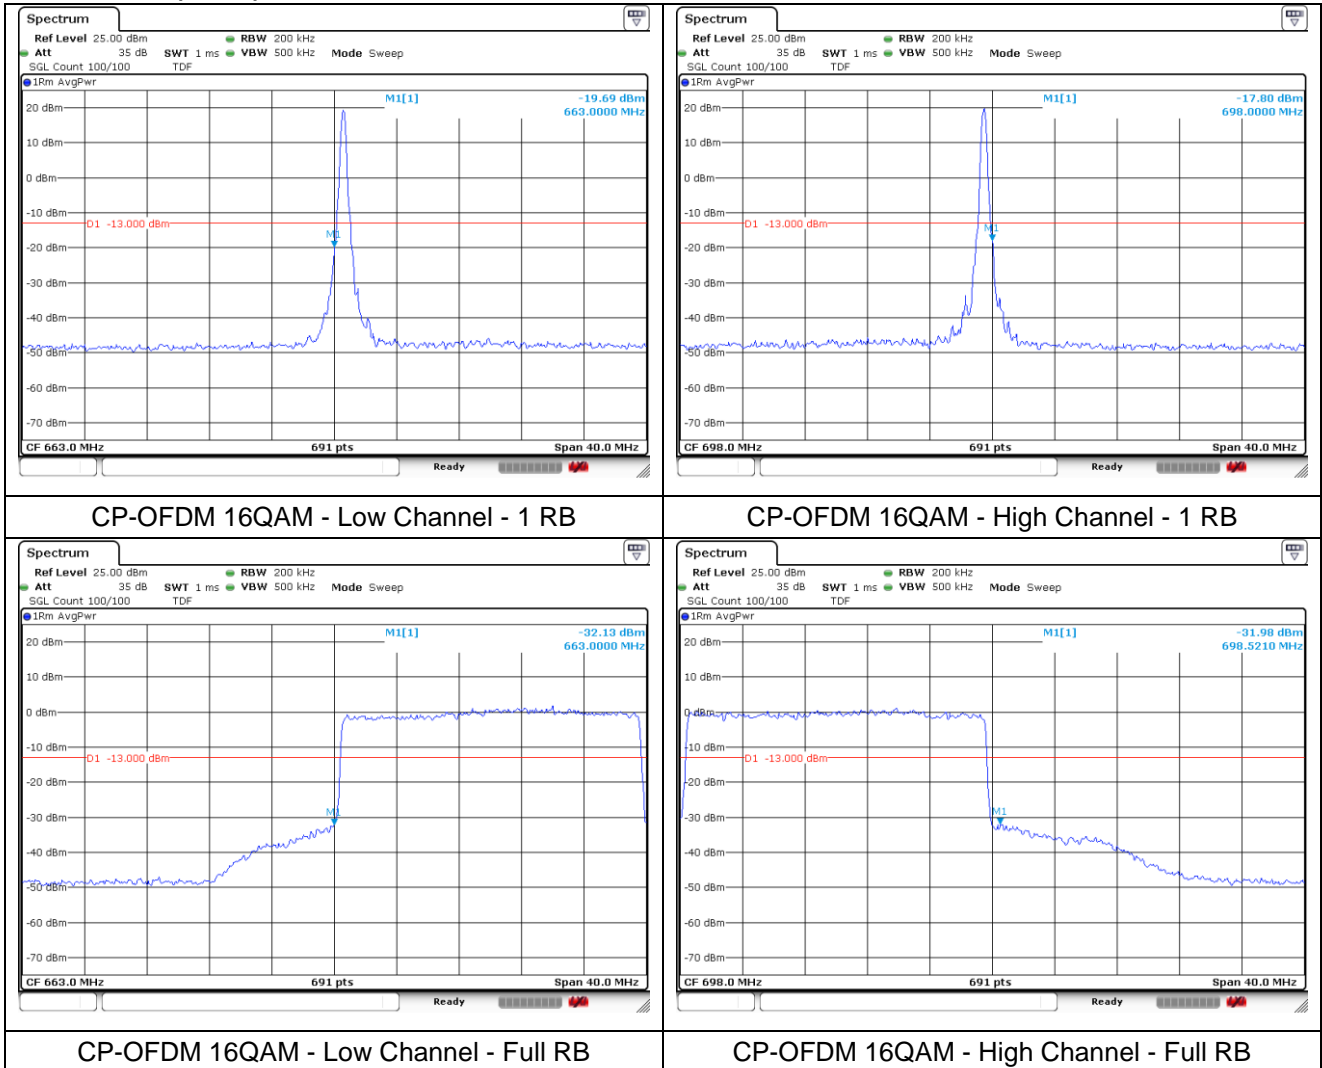 Spectrum
Ref Level 25.00 dBm RBW 200 kHz
Att 35 dB SWT 1 ms VBW 500 kHz Mode Sweep
SGL Count 100/100 TDF
1Rm AvgPwr
M1[1] -19.69 dBm
663.0000 MHz
20 dBm
10 dBm
0 dBm
-10 dBm
D1 -13.000 dBm
M1
-20 dBm
-30 dBm
-40 dBm
-50 dBm
-60 dBm
-70 dBm
CF 663.0 MHz 691 pts Span 40.0 MHz
Ready
CP-OFDM 16QAM - Low Channel - 1 RB
Spectrum
Ref Level 25.00 dBm RBW 200 kHz
Att 35 dB SWT 1 ms VBW 500 kHz Mode Sweep
SGL Count 100/100 TDF
1Rm AvgPwr
M1[1] -17.80 dBm
698.0000 MHz
20 dBm
10 dBm
0 dBm
-10 dBm
D1 -13.000 dBm
M1
-20 dBm
-30 dBm
-40 dBm
-50 dBm
-60 dBm
-70 dBm
CF 698.0 MHz 691 pts Span 40.0 MHz
Ready
CP-OFDM 16QAM - High Channel - 1 RB
Spectrum
Ref Level 25.00 dBm RBW 200 kHz
Att 35 dB SWT 1 ms VBW 500 kHz Mode Sweep
SGL Count 100/100 TDF
1Rm AvgPwr
M1[1] -32.13 dBm
663.0000 MHz
20 dBm
10 dBm
0 dBm
-10 dBm
D1 -13.000 dBm
-20 dBm
M1
-30 dBm
-40 dBm
-50 dBm
-60 dBm
-70 dBm
CF 663.0 MHz 691 pts Span 40.0 MHz
Ready
CP-OFDM 16QAM - Low Channel - Full RB
Spectrum
Ref Level 25.00 dBm RBW 200 kHz
Att 35 dB SWT 1 ms VBW 500 kHz Mode Sweep
SGL Count 100/100 TDF
1Rm AvgPwr
M1[1] -31.98 dBm
698.5210 MHz
20 dBm
10 dBm
0 dBm
-10 dBm
D1 -13.000 dBm
-20 dBm
M1
-30 dBm
-40 dBm
-50 dBm
-60 dBm
-70 dBm
CF 698.0 MHz 691 pts Span 40.0 MHz
Ready
CP-OFDM 16QAM - High Channel - Full RB